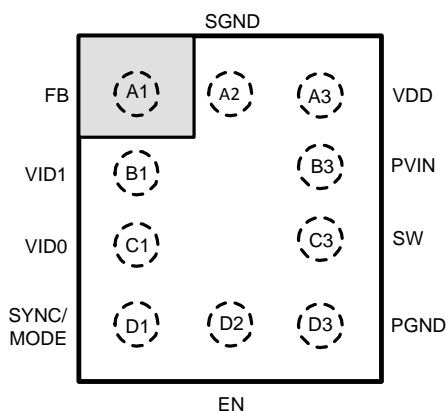 SGND
FB A1 A2 A3 VDD
VID1 B1 B3 PVIN
VID0 C1 C3 SW
SYNC/
MODE D1 D2 D3 PGND
EN